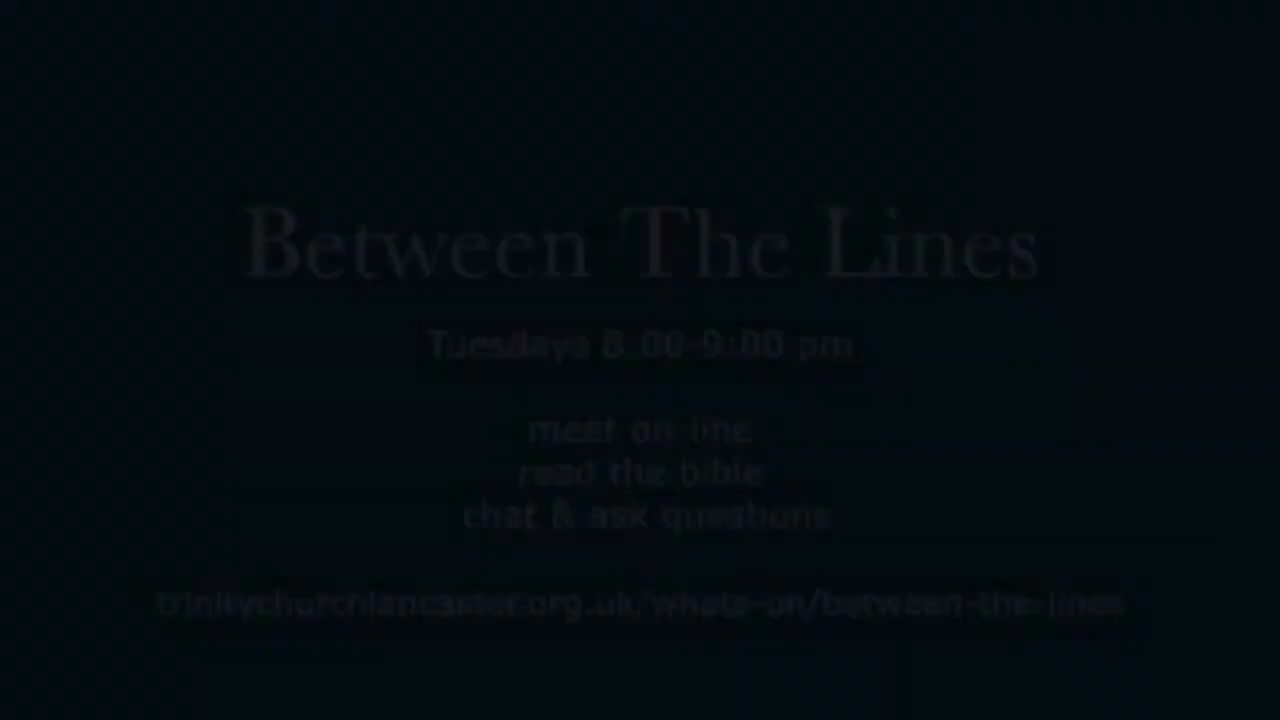 Between The Lines
Tuesdays 8:00-9:00 pm
meet on-line
read the bible
chat & ask questions
trinitychurchlancaster.org.uk/whats-on/between-the-lines